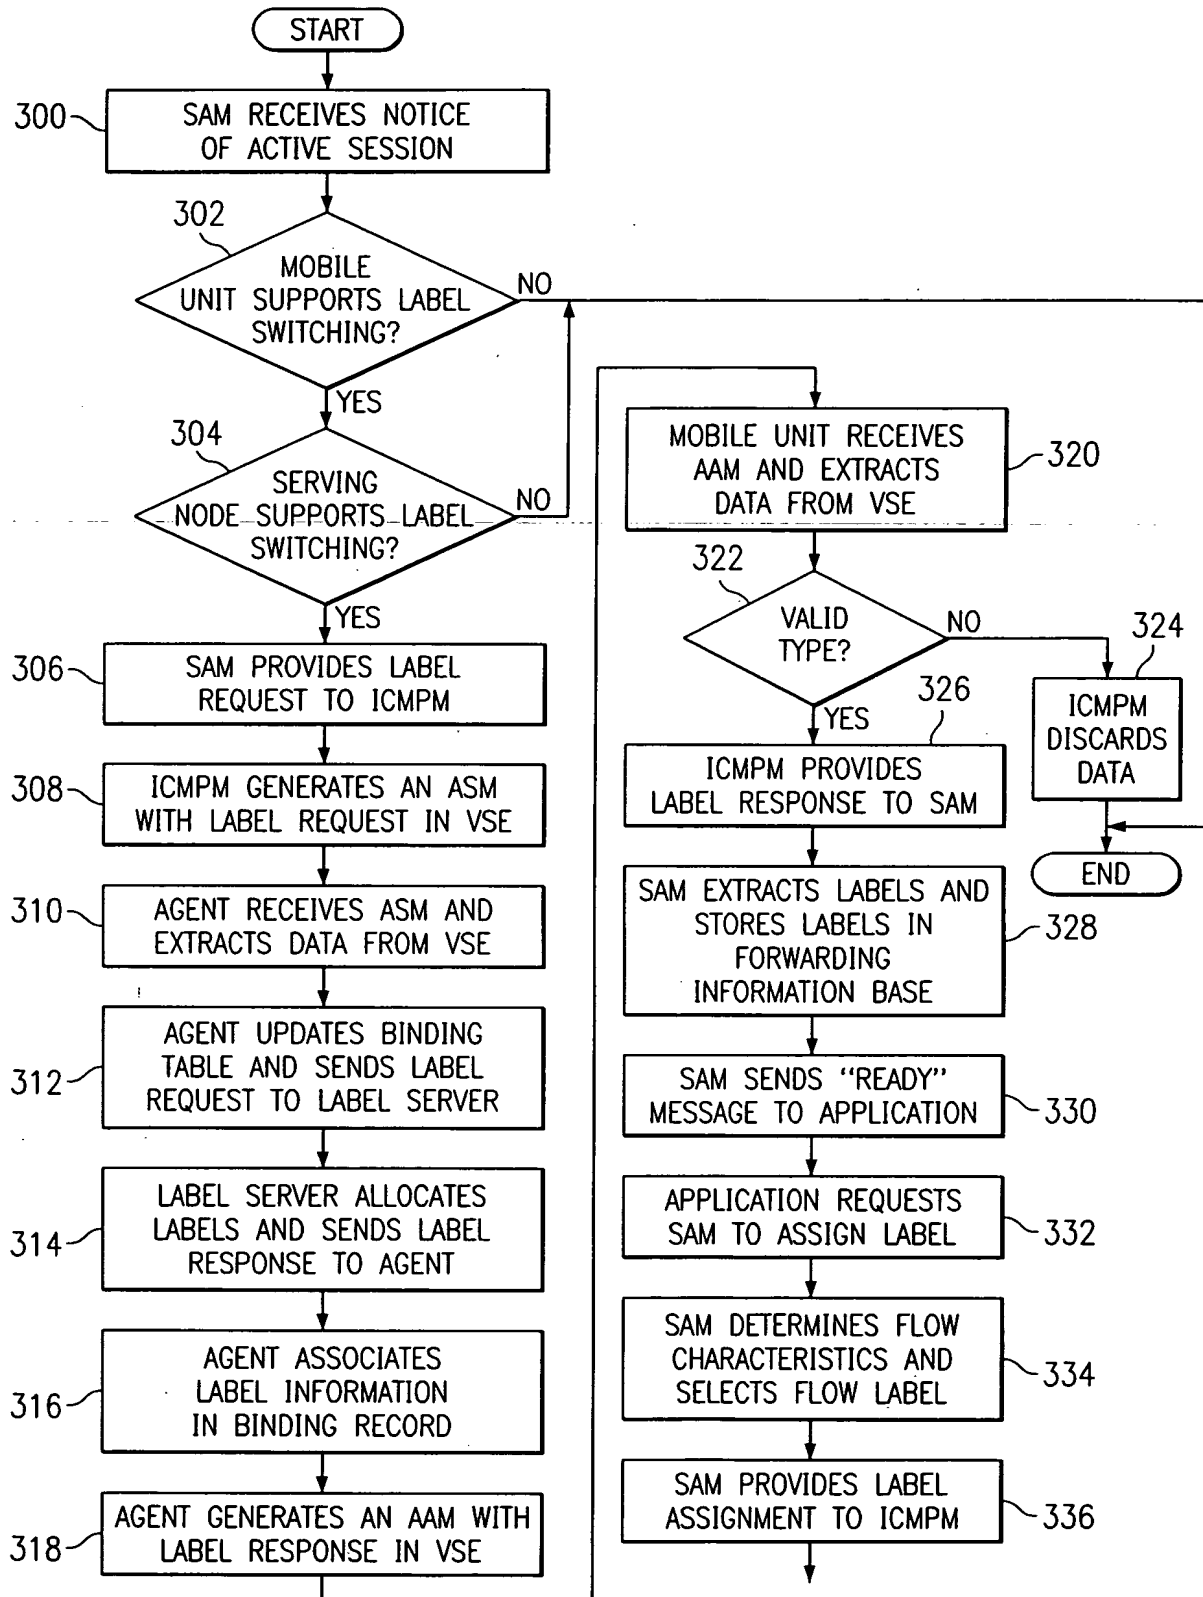 START
300
SAM RECEIVES NOTICE
OF ACTIVE SESSION
302
MOBILE
UNIT SUPPORTS LABEL
SWITCHING?
NO
YES
304
SERVING
NODE SUPPORTS LABEL
SWITCHING?
NO
YES
306
SAM PROVIDES LABEL
REQUEST TO ICMPM
308
ICMPM GENERATES AN ASM
WITH LABEL REQUEST IN VSE
310
AGENT RECEIVES ASM AND
EXTRACTS DATA FROM VSE
312
AGENT UPDATES BINDING
TABLE AND SENDS LABEL
REQUEST TO LABEL SERVER
314
LABEL SERVER ALLOCATES
LABELS AND SENDS LABEL
RESPONSE TO AGENT
316
AGENT ASSOCIATES
LABEL INFORMATION
IN BINDING RECORD
318
AGENT GENERATES AN AAM WITH
LABEL RESPONSE IN VSE
MOBILE UNIT RECEIVES
AAM AND EXTRACTS
DATA FROM VSE
320
322
VALID
TYPE?
NO
YES
324
ICMPM
DISCARDS
DATA
END
326
ICMPM PROVIDES
LABEL RESPONSE TO SAM
SAM EXTRACTS LABELS AND
STORES LABELS IN
FORWARDING
INFORMATION BASE
328
SAM SENDS “READY”
MESSAGE TO APPLICATION
330
APPLICATION REQUESTS
SAM TO ASSIGN LABEL
332
SAM DETERMINES FLOW
CHARACTERISTICS AND
SELECTS FLOW LABEL
334
SAM PROVIDES LABEL
ASSIGNMENT TO ICMPM
336